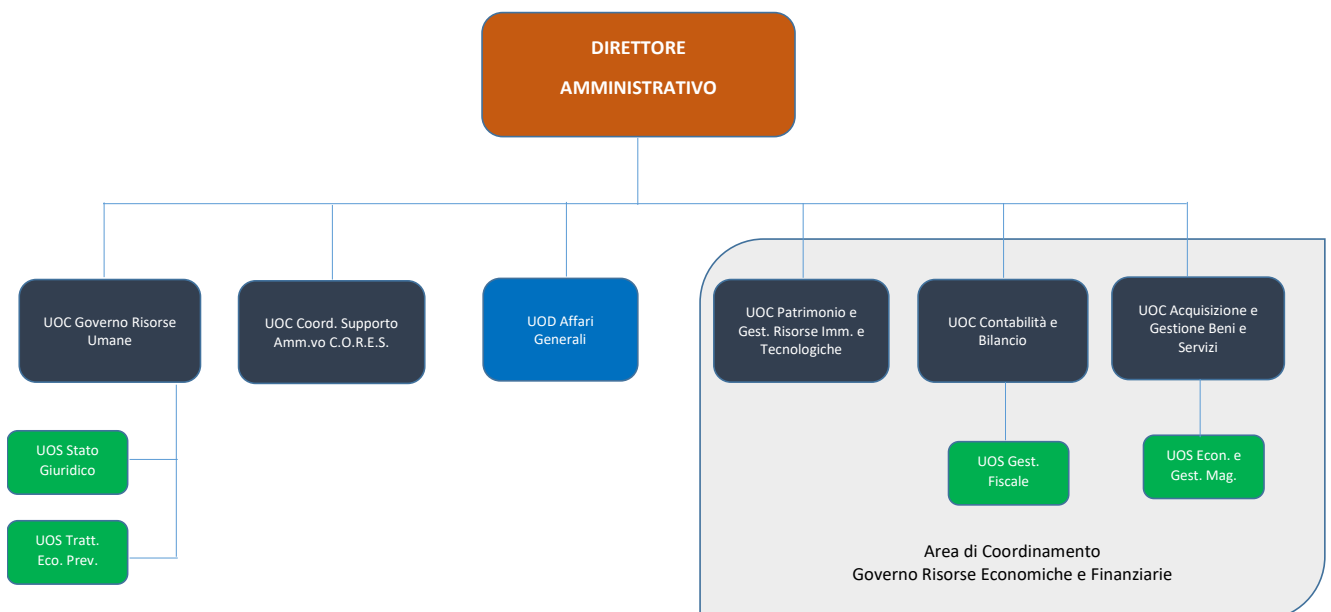 DIRETTORE
AMMINISTRATIVO
UOC Governo Risorse
Umane
UOC Coord. Supporto
Amm.vo C.O.R.E.S.
UOD Affari
Generali
UOC Patrimonio e
Gest. Risorse Imm. e
Tecnologiche
UOC Contabilità e
Bilancio
UOC Acquisizione e
Gestione Beni e
Servizi
UOS Stato
Giuridico
UOS Gest.
Fiscale
UOS Econ. e
Gest. Mag.
UOS Tratt.
Eco. Prev.
Area di Coordinamento
Governo Risorse Economiche e Finanziarie